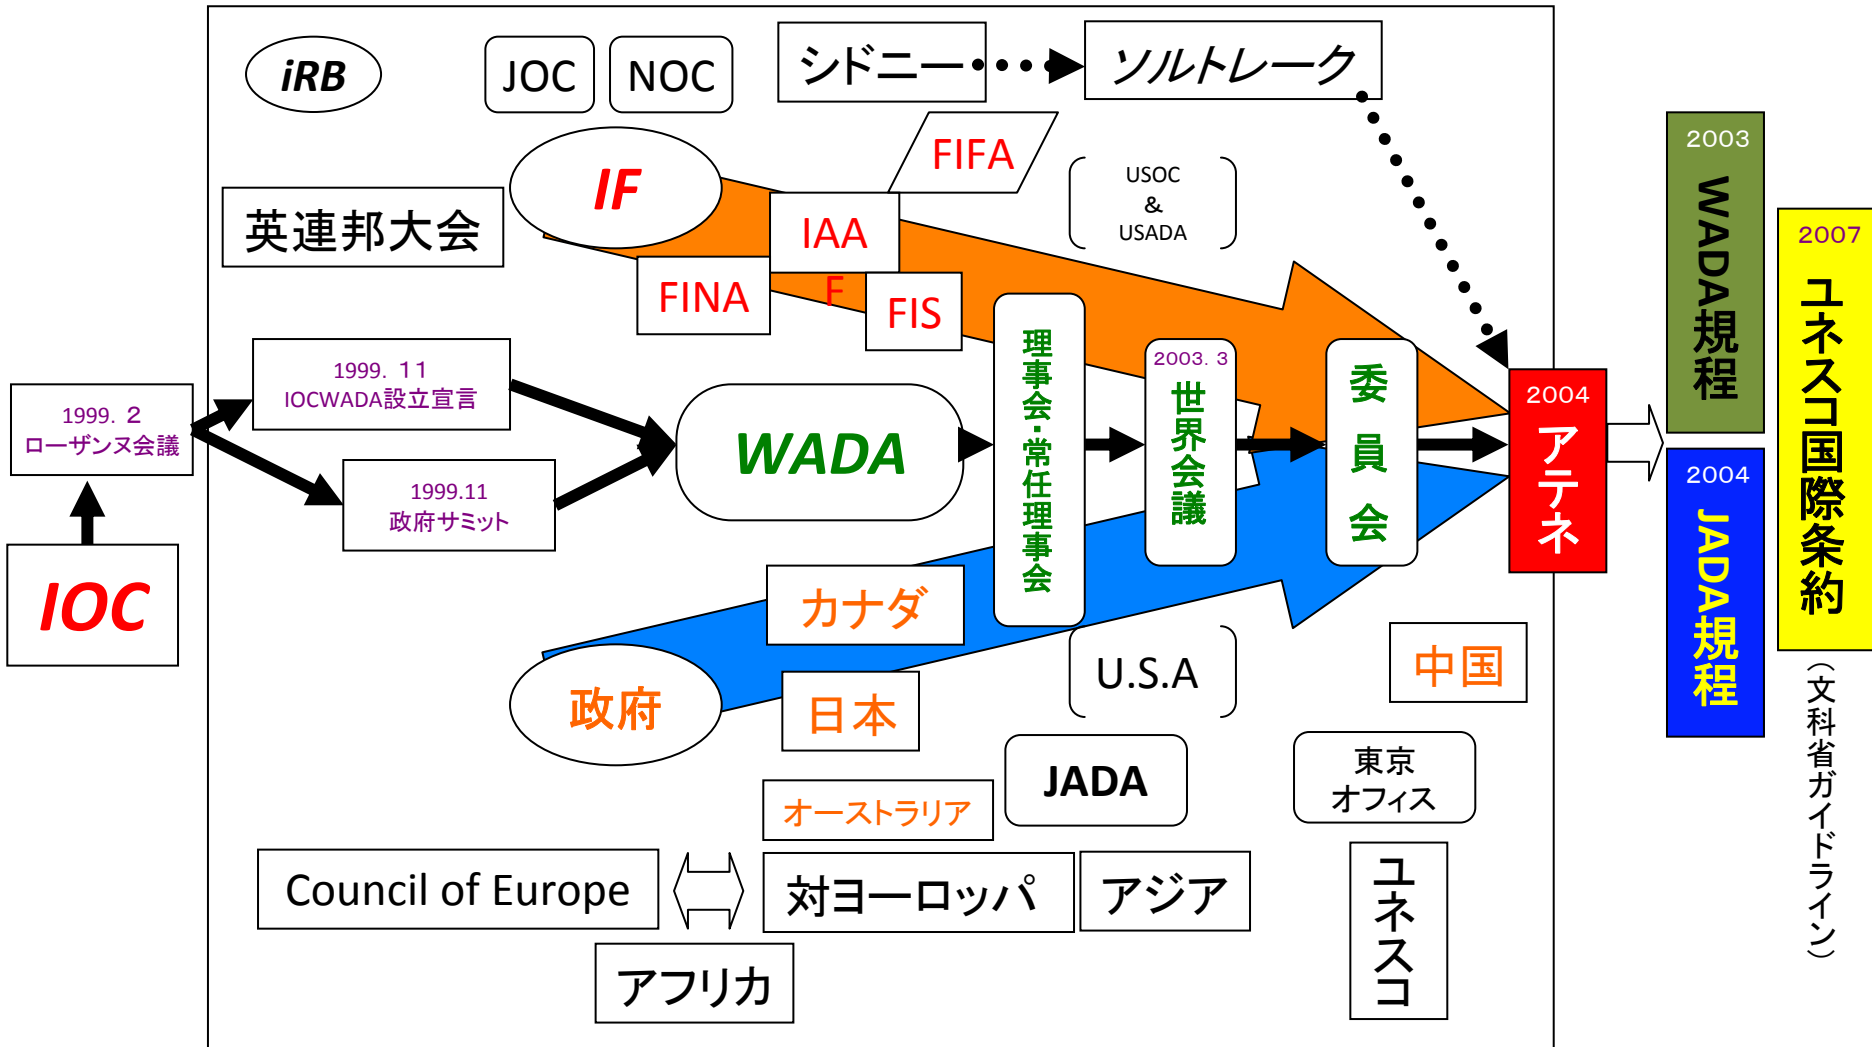 iRB
JOC
NOC
シドニー
ソルトレーク
IF
FIFA
USOC
&
USADA
英連邦大会
IAA
F
FINA
FIS
1999. 2
ローザンヌ会議
1999. 11
IOCWADA設立宣言
1999.11
政府サミット
IOC
WADA
理事会・常任理事会
2003. 3
世界会議
委員会
2004
アテネ
2003
WADA規程
2004
JADA規程
2007
ユネスコ国際条約
（文科省ガイドライン）
カナダ
政府
日本
U.S.A
中国
オーストラリア
JADA
東京
オフィス
Council of Europe
対ヨーロッパ
アジア
アフリカ
ユネスコ